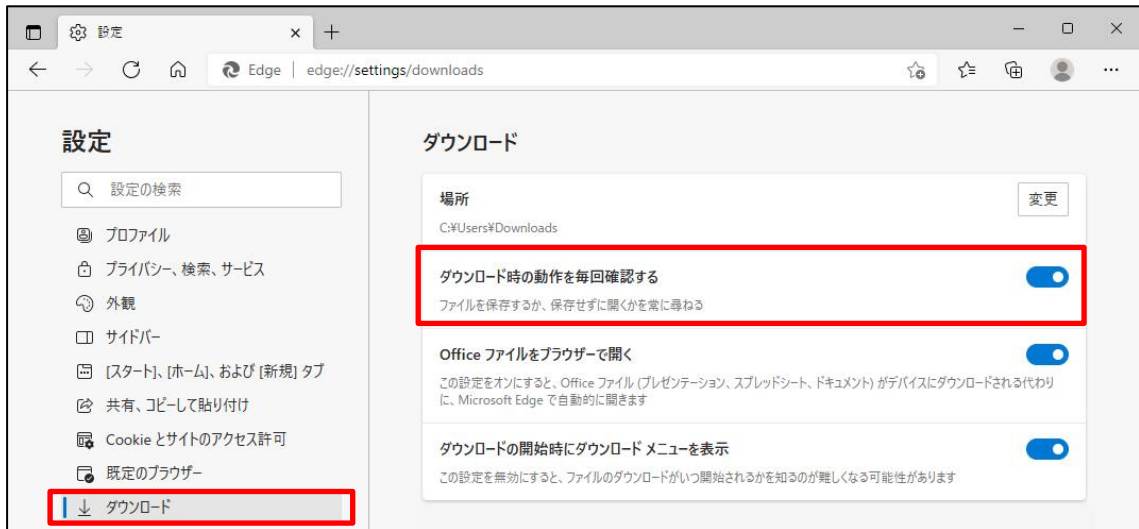 設定
Edge | edge://settings/downloads
設定
設定の検索
プロファイル
プライバシー、検索、サービス
外観
サイドバー
[スタート]、[ホーム]、および [新規] タブ
共有、コピーして貼り付け
Cookie とサイトのアクセス許可
既定のブラウザー
ダウンロード
ダウンロード
場所
変更
C:¥Users¥Downloads
ダウンロード時の動作を毎回確認する
ファイルを保存するか、保存せずに開くかを常に尋ねる
Office ファイルをブラウザーで開く
この設定をオンにすると、Office ファイル (プレゼンテーション、スプレッドシート、ドキュメント) がデバイスにダウンロードされる代わり
に、Microsoft Edge で自動的に開きます
ダウンロードの開始時にダウンロード メニューを表示
この設定を無効にすると、ファイルのダウンロードがいつ開始されるかを知るのが難しくなる可能性があります